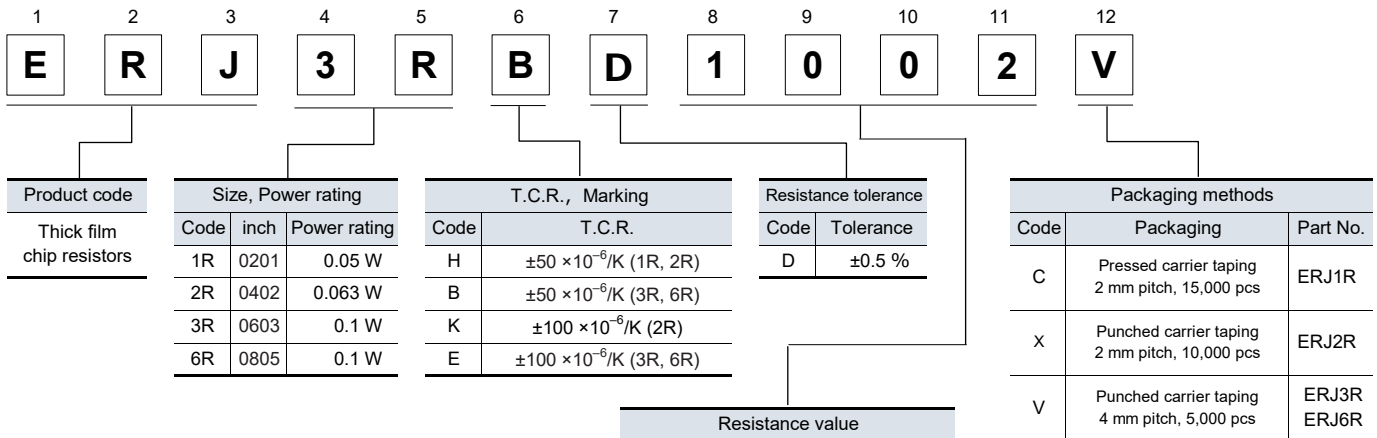 1 2 3 4 5 6 7 8 9 10 11 12
E R J 3 R B D 1 0 0 2 V
Product code
Thick film
chip resistors
Size, Power rating
Code inch Power rating
1R 0201 0.05 W
2R 0402 0.063 W
3R 0603 0.1 W
6R 0805 0.1 W
T.C.R., Marking
Code T.C.R.
H ±50 ×10⁻⁶/K (1R, 2R)
B ±50 ×10⁻⁶/K (3R, 6R)
K ±100 ×10⁻⁶/K (2R)
E ±100 ×10⁻⁶/K (3R, 6R)
Resistance tolerance
Code Tolerance
D ±0.5 %
Resistance value
Packaging methods
Code Packaging Part No.
C Pressed carrier taping
2 mm pitch, 15,000 pcs ERJ1R
X Punched carrier taping
2 mm pitch, 10,000 pcs ERJ2R
V Punched carrier taping ERJ3R
4 mm pitch, 5,000 pcs ERJ6R